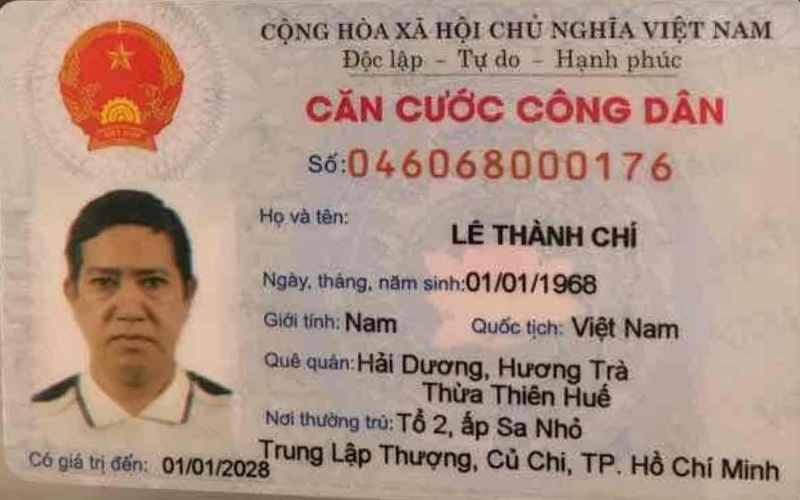 CỘNG HÒA XÃ HỘI CHỦ NGHĨA VIỆT NAM
Độc lập - Tự do - Hạnh phúc
CĂN CƯỚC CÔNG DÂN
Số: 046068000176
Họ và tên: LÊ THÀNH CHÍ
Ngày, tháng, năm sinh: 01/01/1968
Giới tính: Nam Quốc tịch: Việt Nam
Quê quán: Hải Dương, Hương Trà
Thừa Thiên Huế
Nơi thường trú: Tổ 2, ấp Sa Nhỏ
Trung Lập Thượng, Củ Chi, TP. Hồ Chí Minh
Có giá trị đến: 01/01/2028